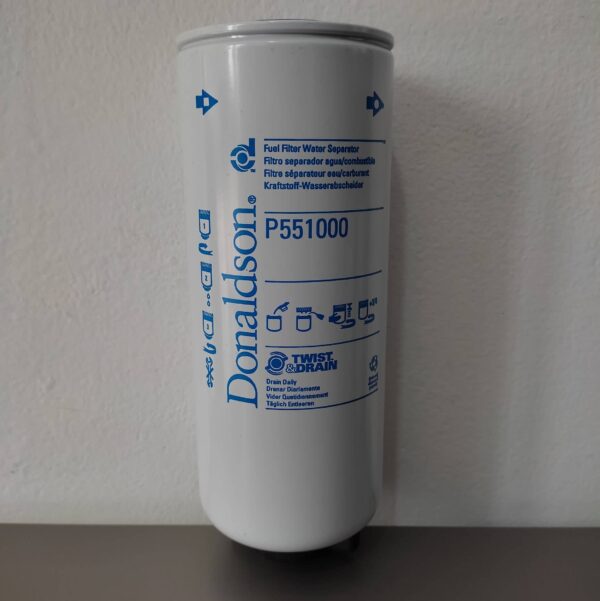 Fuel Filter Water Separator
Filtro separador agua/combustible
Filtre séparateur eau/carburant
Kraftstoff-Wasserabscheider
P551000
Donaldson®
TWIST
&DRAIN
Drain Daily
Drenar Diariamente
Vider Quotidiennement
Täglich Entleeren